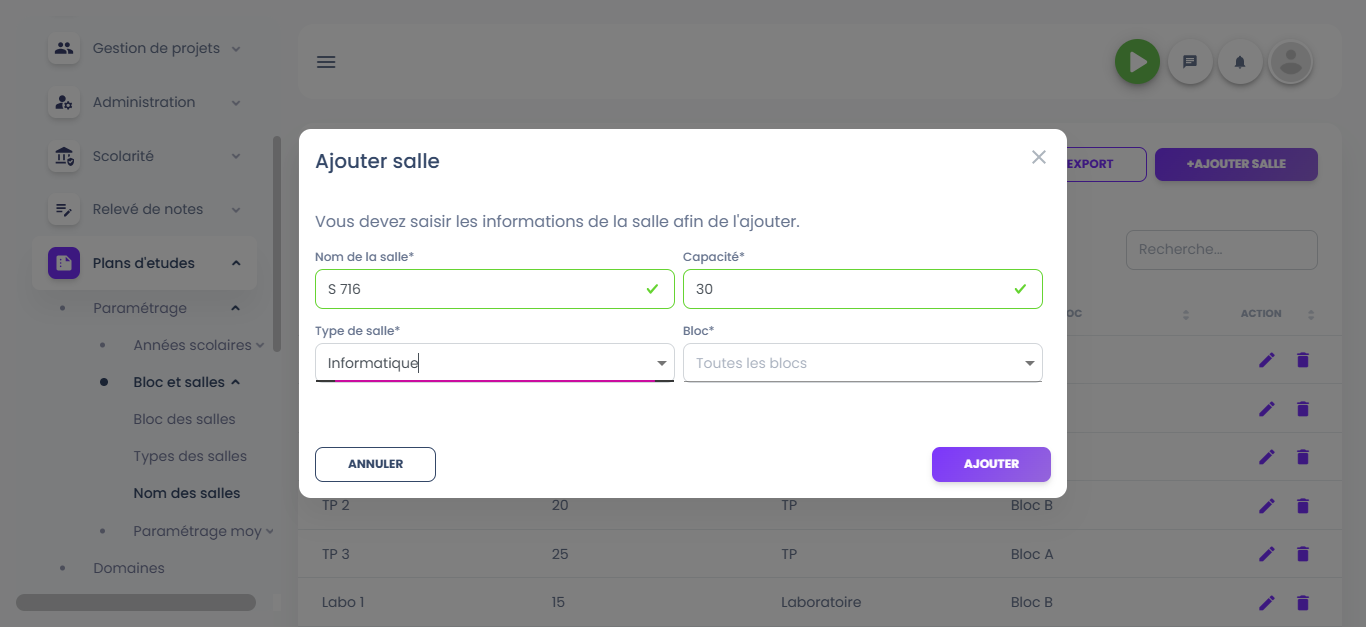 Gestion de projets
Administration
Scolarité
Relevé de notes
Plans d'etudes
Paramétrage
Années scolaires
Bloc et salles
Bloc des salles
Types des salles
Nom des salles
Paramétrage moy
Domaines
EXPORT
+AJOUTER SALLE
Recherche...
OC
ACTION
Ajouter salle
Vous devez saisir les informations de la salle afin de l'ajouter.
Nom de la salle* Capacité*
S 716 30
Type de salle* Bloc*
Informatique Toutes les blocs
ANNULER AJOUTER
TP 2 20 TP Bloc B
TP 3 25 TP Bloc A
Labo 1 15 Laboratoire Bloc B